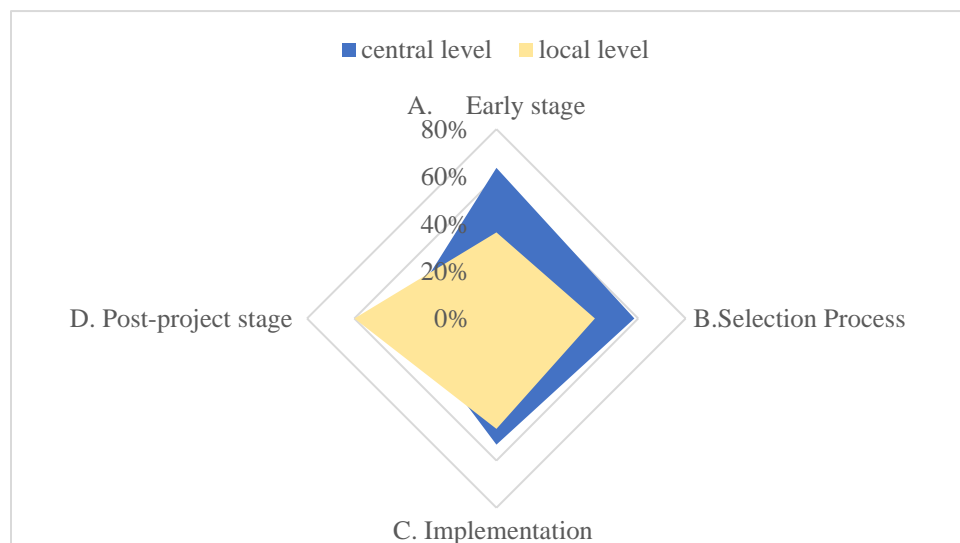 central level local level
A. Early stage
80%
60%
40%
20%
D. Post-project stage 0% B.Selection Process
C. Implementation